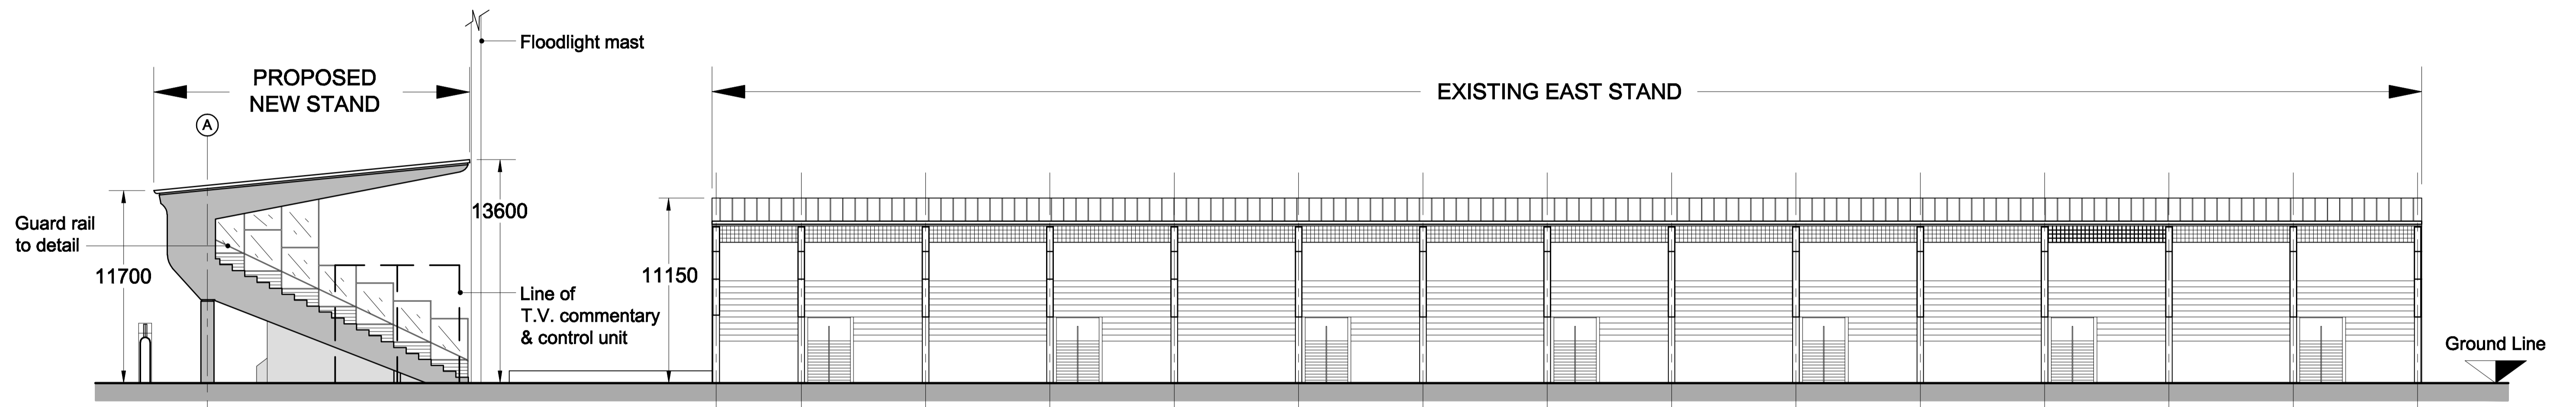 Floodlight mast
PROPOSED
NEW STAND
EXISTING EAST STAND
A
13600
Guard rail
to detail
11700
11150
Line of
T.V. commentary
& control unit
Ground Line